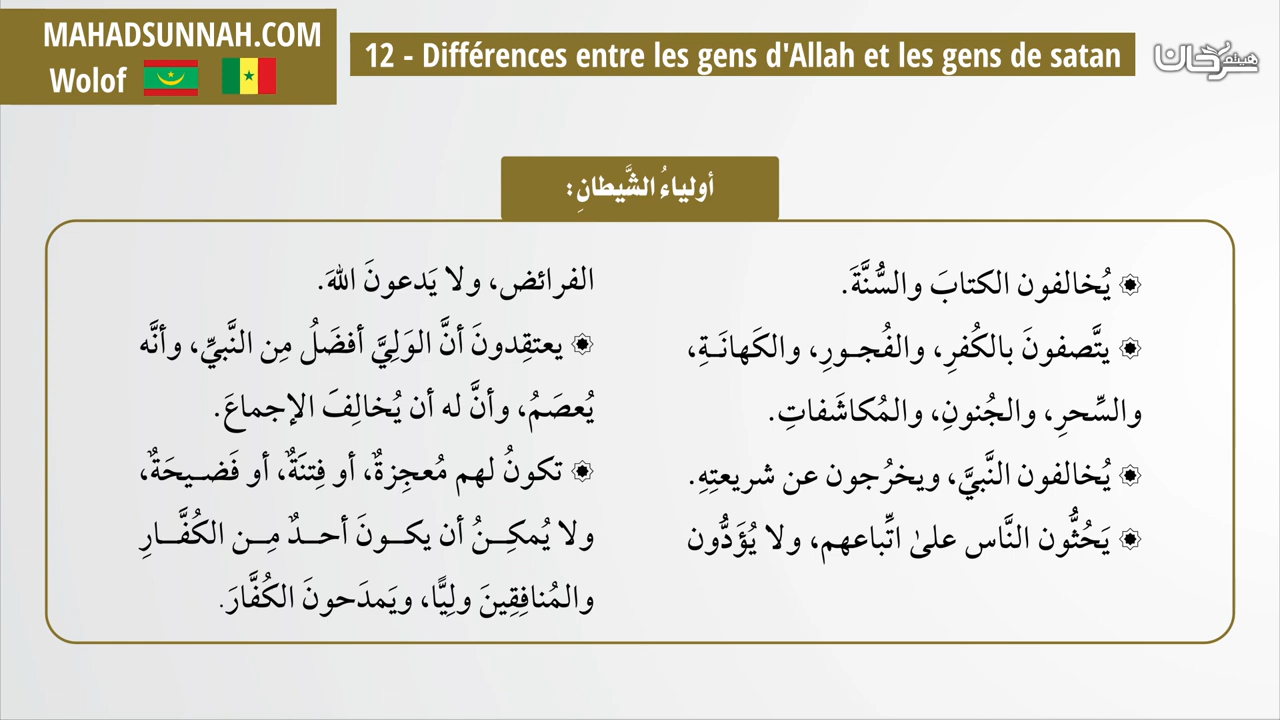 MAHADSUNNAH.COM
Wolof
12 - Différences entre les gens d'Allah et les gens de satan
هيثم سرحان
أولياءُ الشَّيطانِ:
يُخالفون الكتابَ والسُّنَّةَ.
يتَّصفونَ بالكُفرِ، والفُجورِ، والكَهانَةِ،
والسِّحرِ، والجُنونِ، والمُكاشَفاتِ.
يُخالفون النَّبيَّ، ويخرُجون عن شريعتِهِ.
يَحُثُّون النَّاس علىٰ اتِّباعهم، ولا يُؤَدُّون
الفرائض، ولا يَدعونَ اللهَ.
يعتقِدونَ أنَّ الوَلِيَّ أفضَلُ مِن النَّبيِّ، وأنَّه
يُعصَمُ، وأنَّ له أن يُخالِفَ الإجماعَ.
تكونُ لهم مُعجِزةٌ، أو فِتنَةٌ، أو فَضيحَةٌ،
ولا يُمكِنُ أن يكونَ أحدٌ مِن الكُفَّارِ
والمُنافِقِينَ ولِيًّا، ويَمدَحونَ الكُفَّارَ.